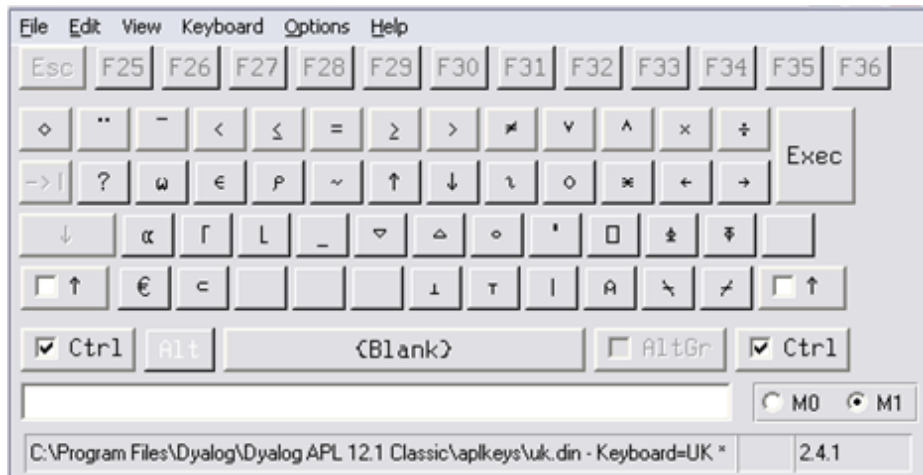 File Edit View Keyboard Options Help
Esc F25 F26 F27 F28 F29 F30 F31 F32 F33 F34 F35 F36
◇ ¨ ¯ < ≤ = ≥ > ≠ ∨ ∧ × ÷
->| ? ⍵ ∊ ⍴ ~ ↑ ↓ ⍳ ○ ⍟ ← → Exec
↓ ⍺ ⌈ ⌊ _ ∇ ∆ ∘ ' ⎕ ⍎ ⍕
↑ € ⊂ ⊥ ⊤ | ⍝ ⍀ ⌿ ↑
Ctrl Alt {Blank} AltGr Ctrl
M0 M1
C:\Program Files\Dyalog\Dyalog APL 12.1 Classic\aplkeys\uk.din - Keyboard=UK * 2.4.1